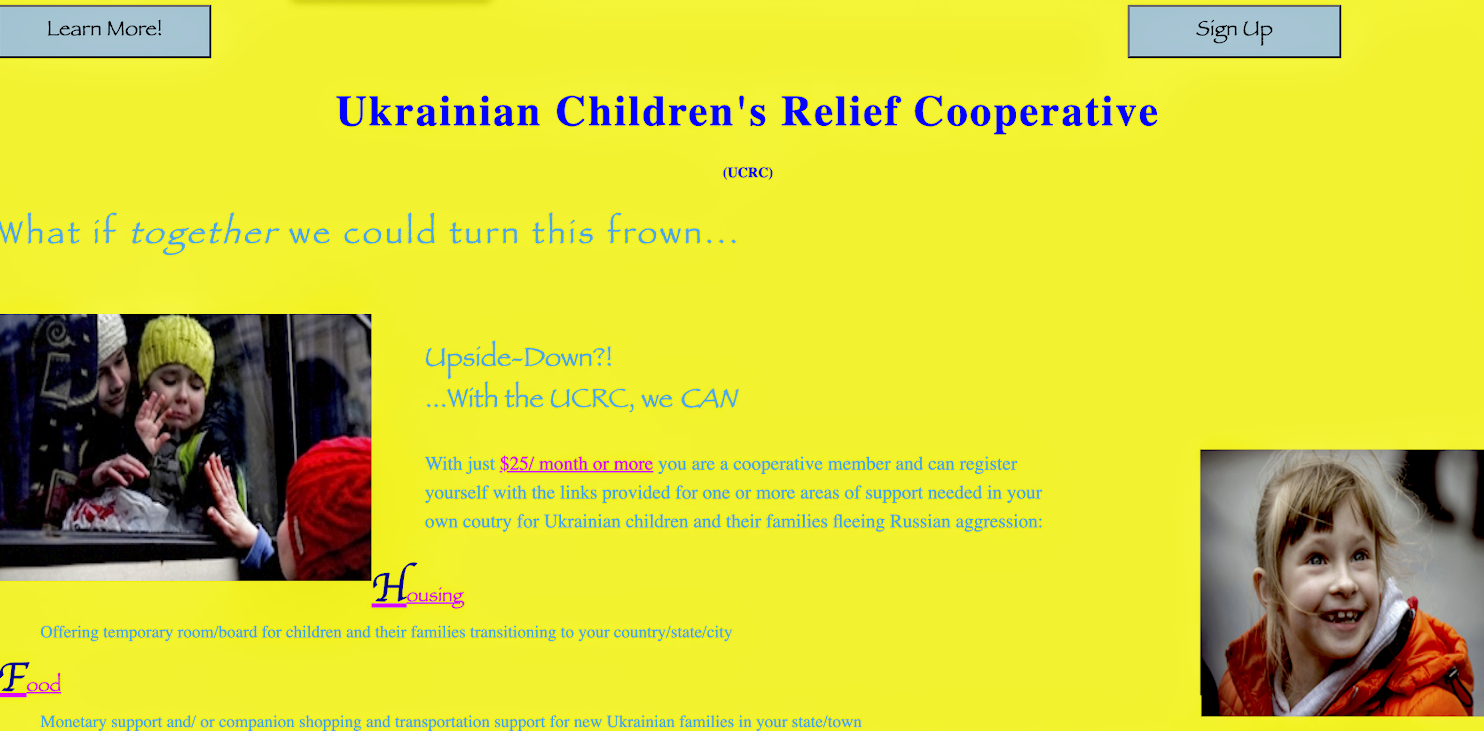 Learn More!
Sign Up
Ukrainian Children's Relief Cooperative
(UCRC)
What if together we could turn this frown...
Upside-Down?!
...With the UCRC, we CAN
With just $25/ month or more you are a cooperative member and can register
yourself with the links provided for one or more areas of support needed in your
own coutry for Ukrainian children and their families fleeing Russian aggression:
Housing
Offering temporary room/board for children and their families transitioning to your country/state/city
Food
Monetary support and/ or companion shopping and transportation support for new Ukrainian families in your state/town